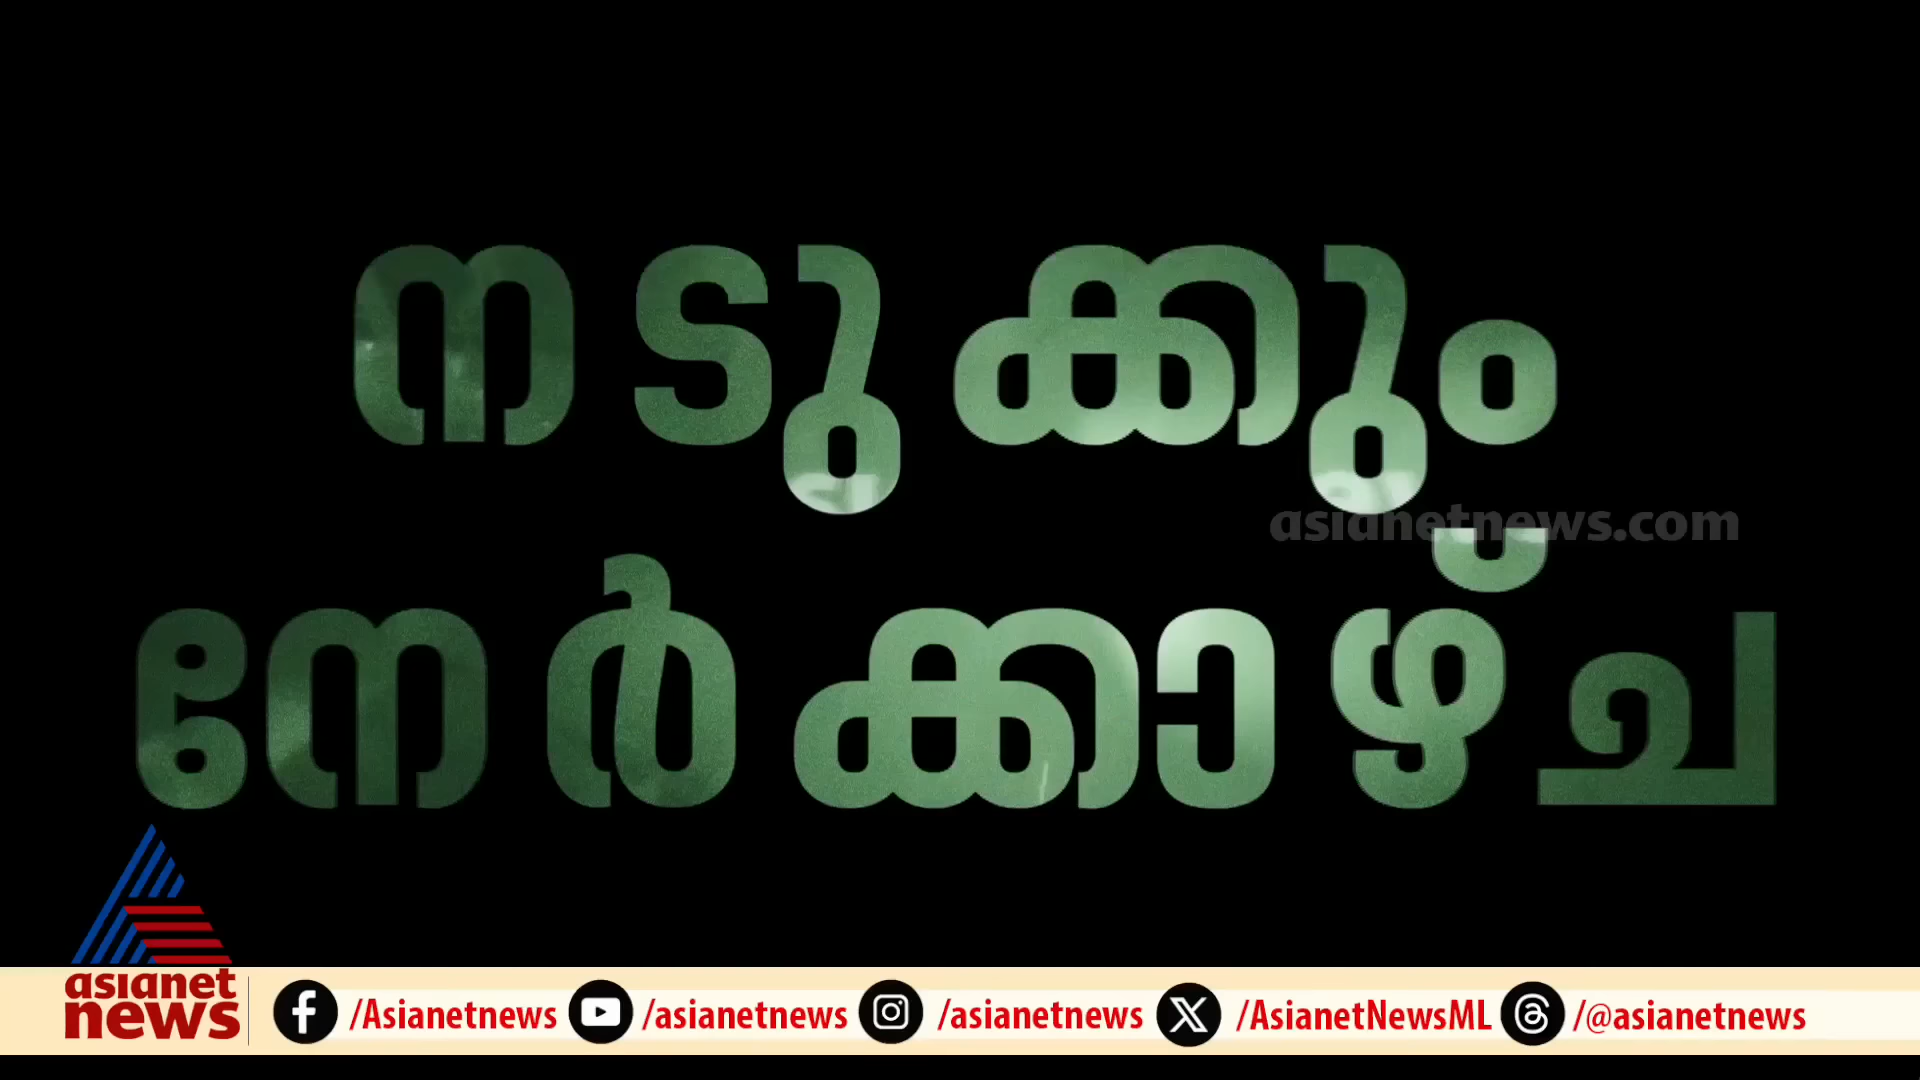 നടുക്കും
asianetnews.com
നേർക്കാഴ്ച
asianet
news
/Asianetnews /asianetnews /asianetnews /AsianetNewsML /@asianetnews